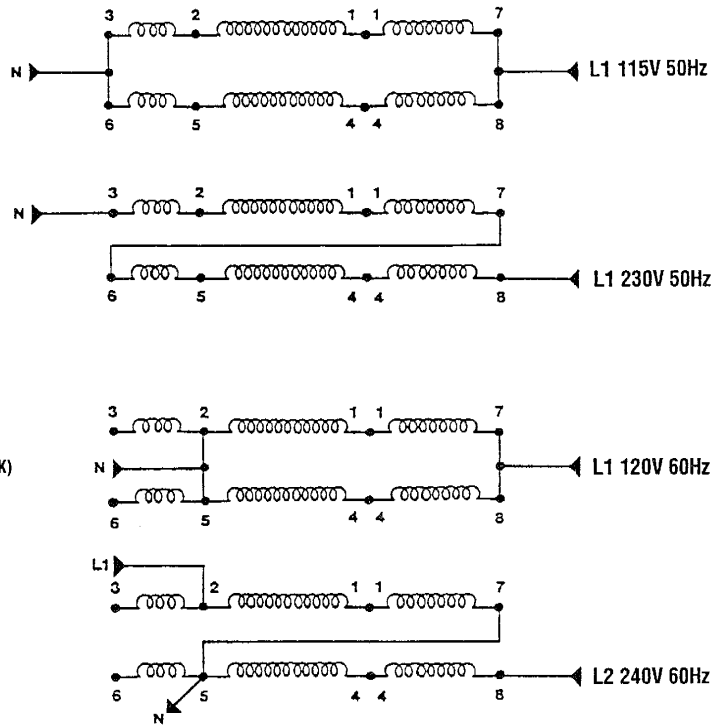 3 2 1 1 7
N L1 115V 50Hz
6 5 4 4 8
3 2 1 1 7
N
6 5 4 4 8 L1 230V 50Hz
3 2 1 1 7
K) N L1 120V 60Hz
6 5 4 4 8
L1
3 2 1 1 7
6 5 4 4 8 L2 240V 60Hz
N